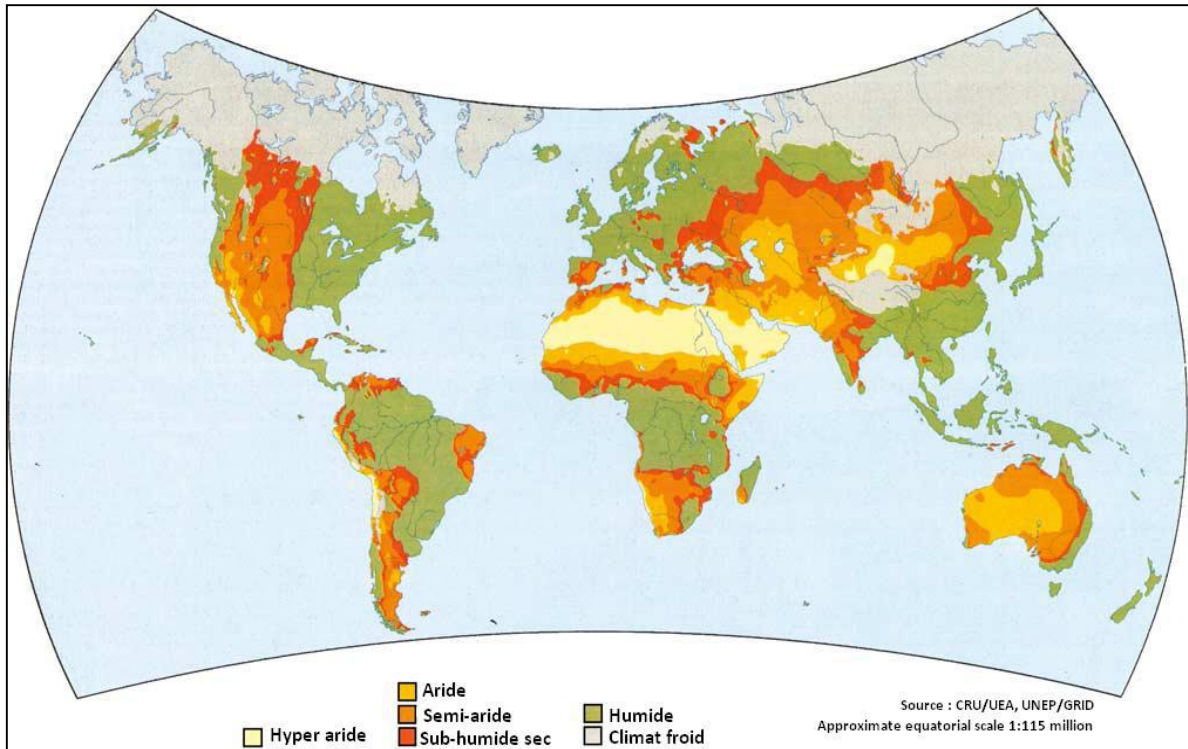 Aride
Semi-aride
Humide
Hyper aride
Sub-humide sec
Climat froid
Source : CRU/UEA, UNEP/GRID
Approximate equatorial scale 1:115 million